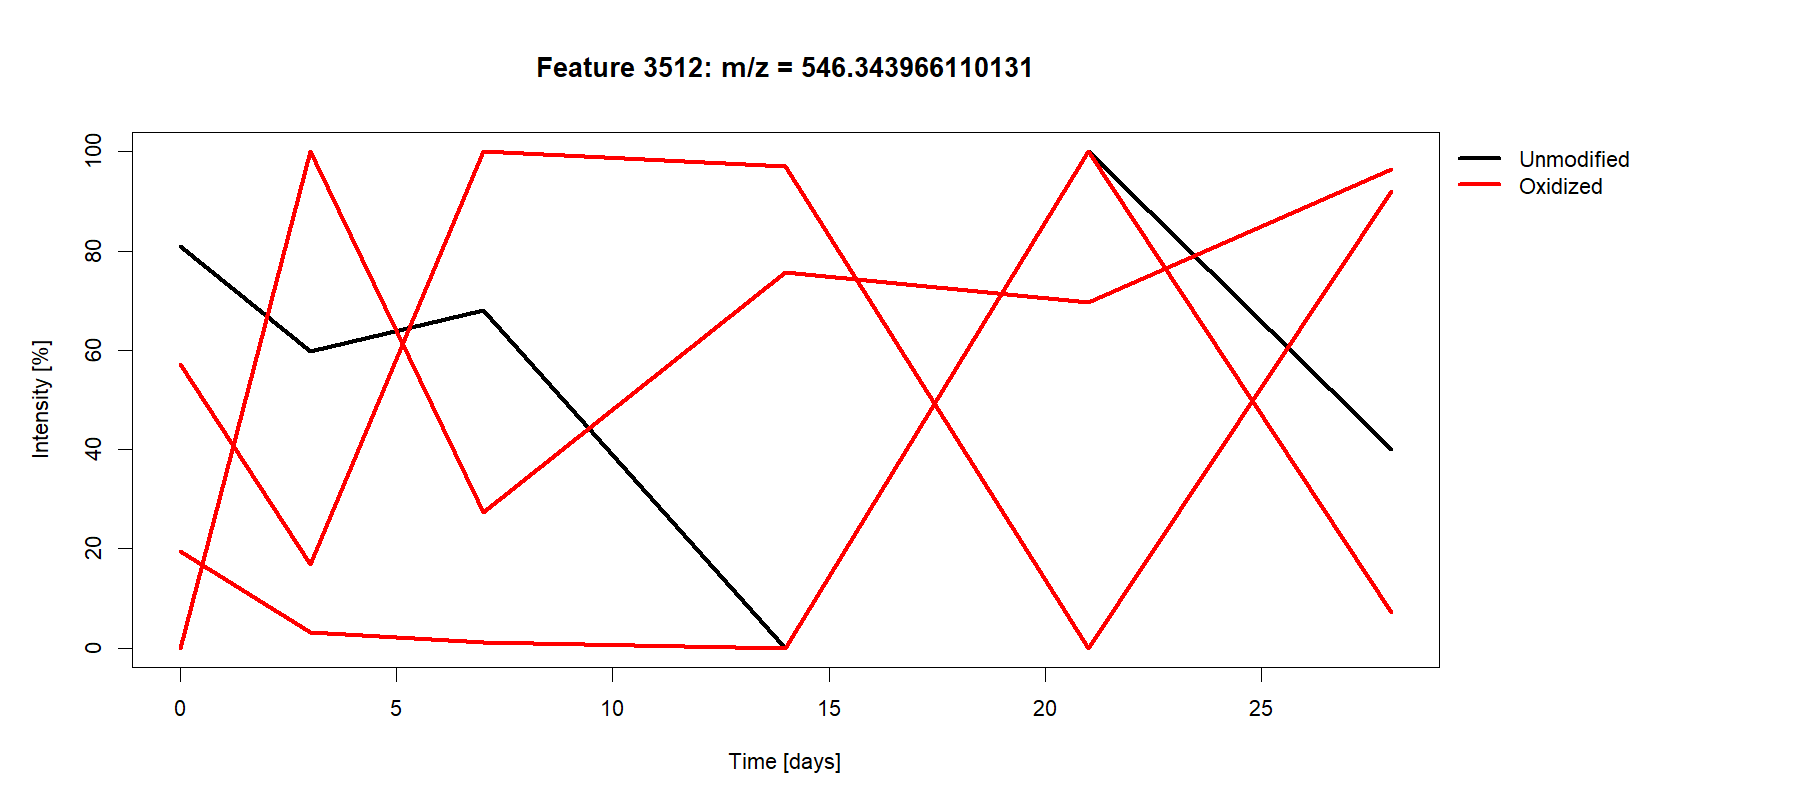 Feature 3512: m/z = 546.343966110131
Unmodified
Oxidized
Intensity [%]
100
80
60
40
20
0
0 5 10 15 20 25
Time [days]